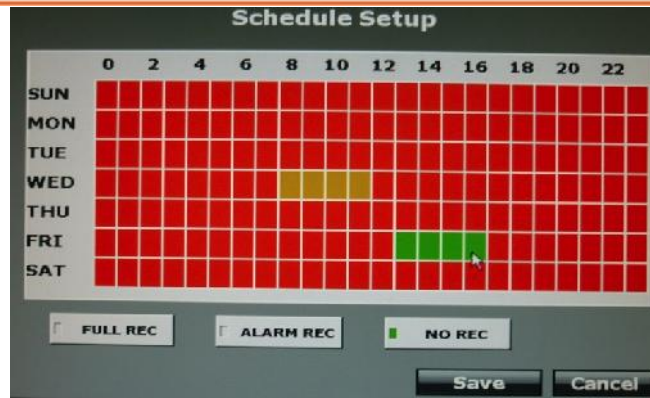 Schedule Setup
0 2 4 6 8 10 12 14 16 18 20 22
SUN
MON
TUE
WED
THU
FRI
SAT
FULL REC ALARM REC NO REC
Save Cancel